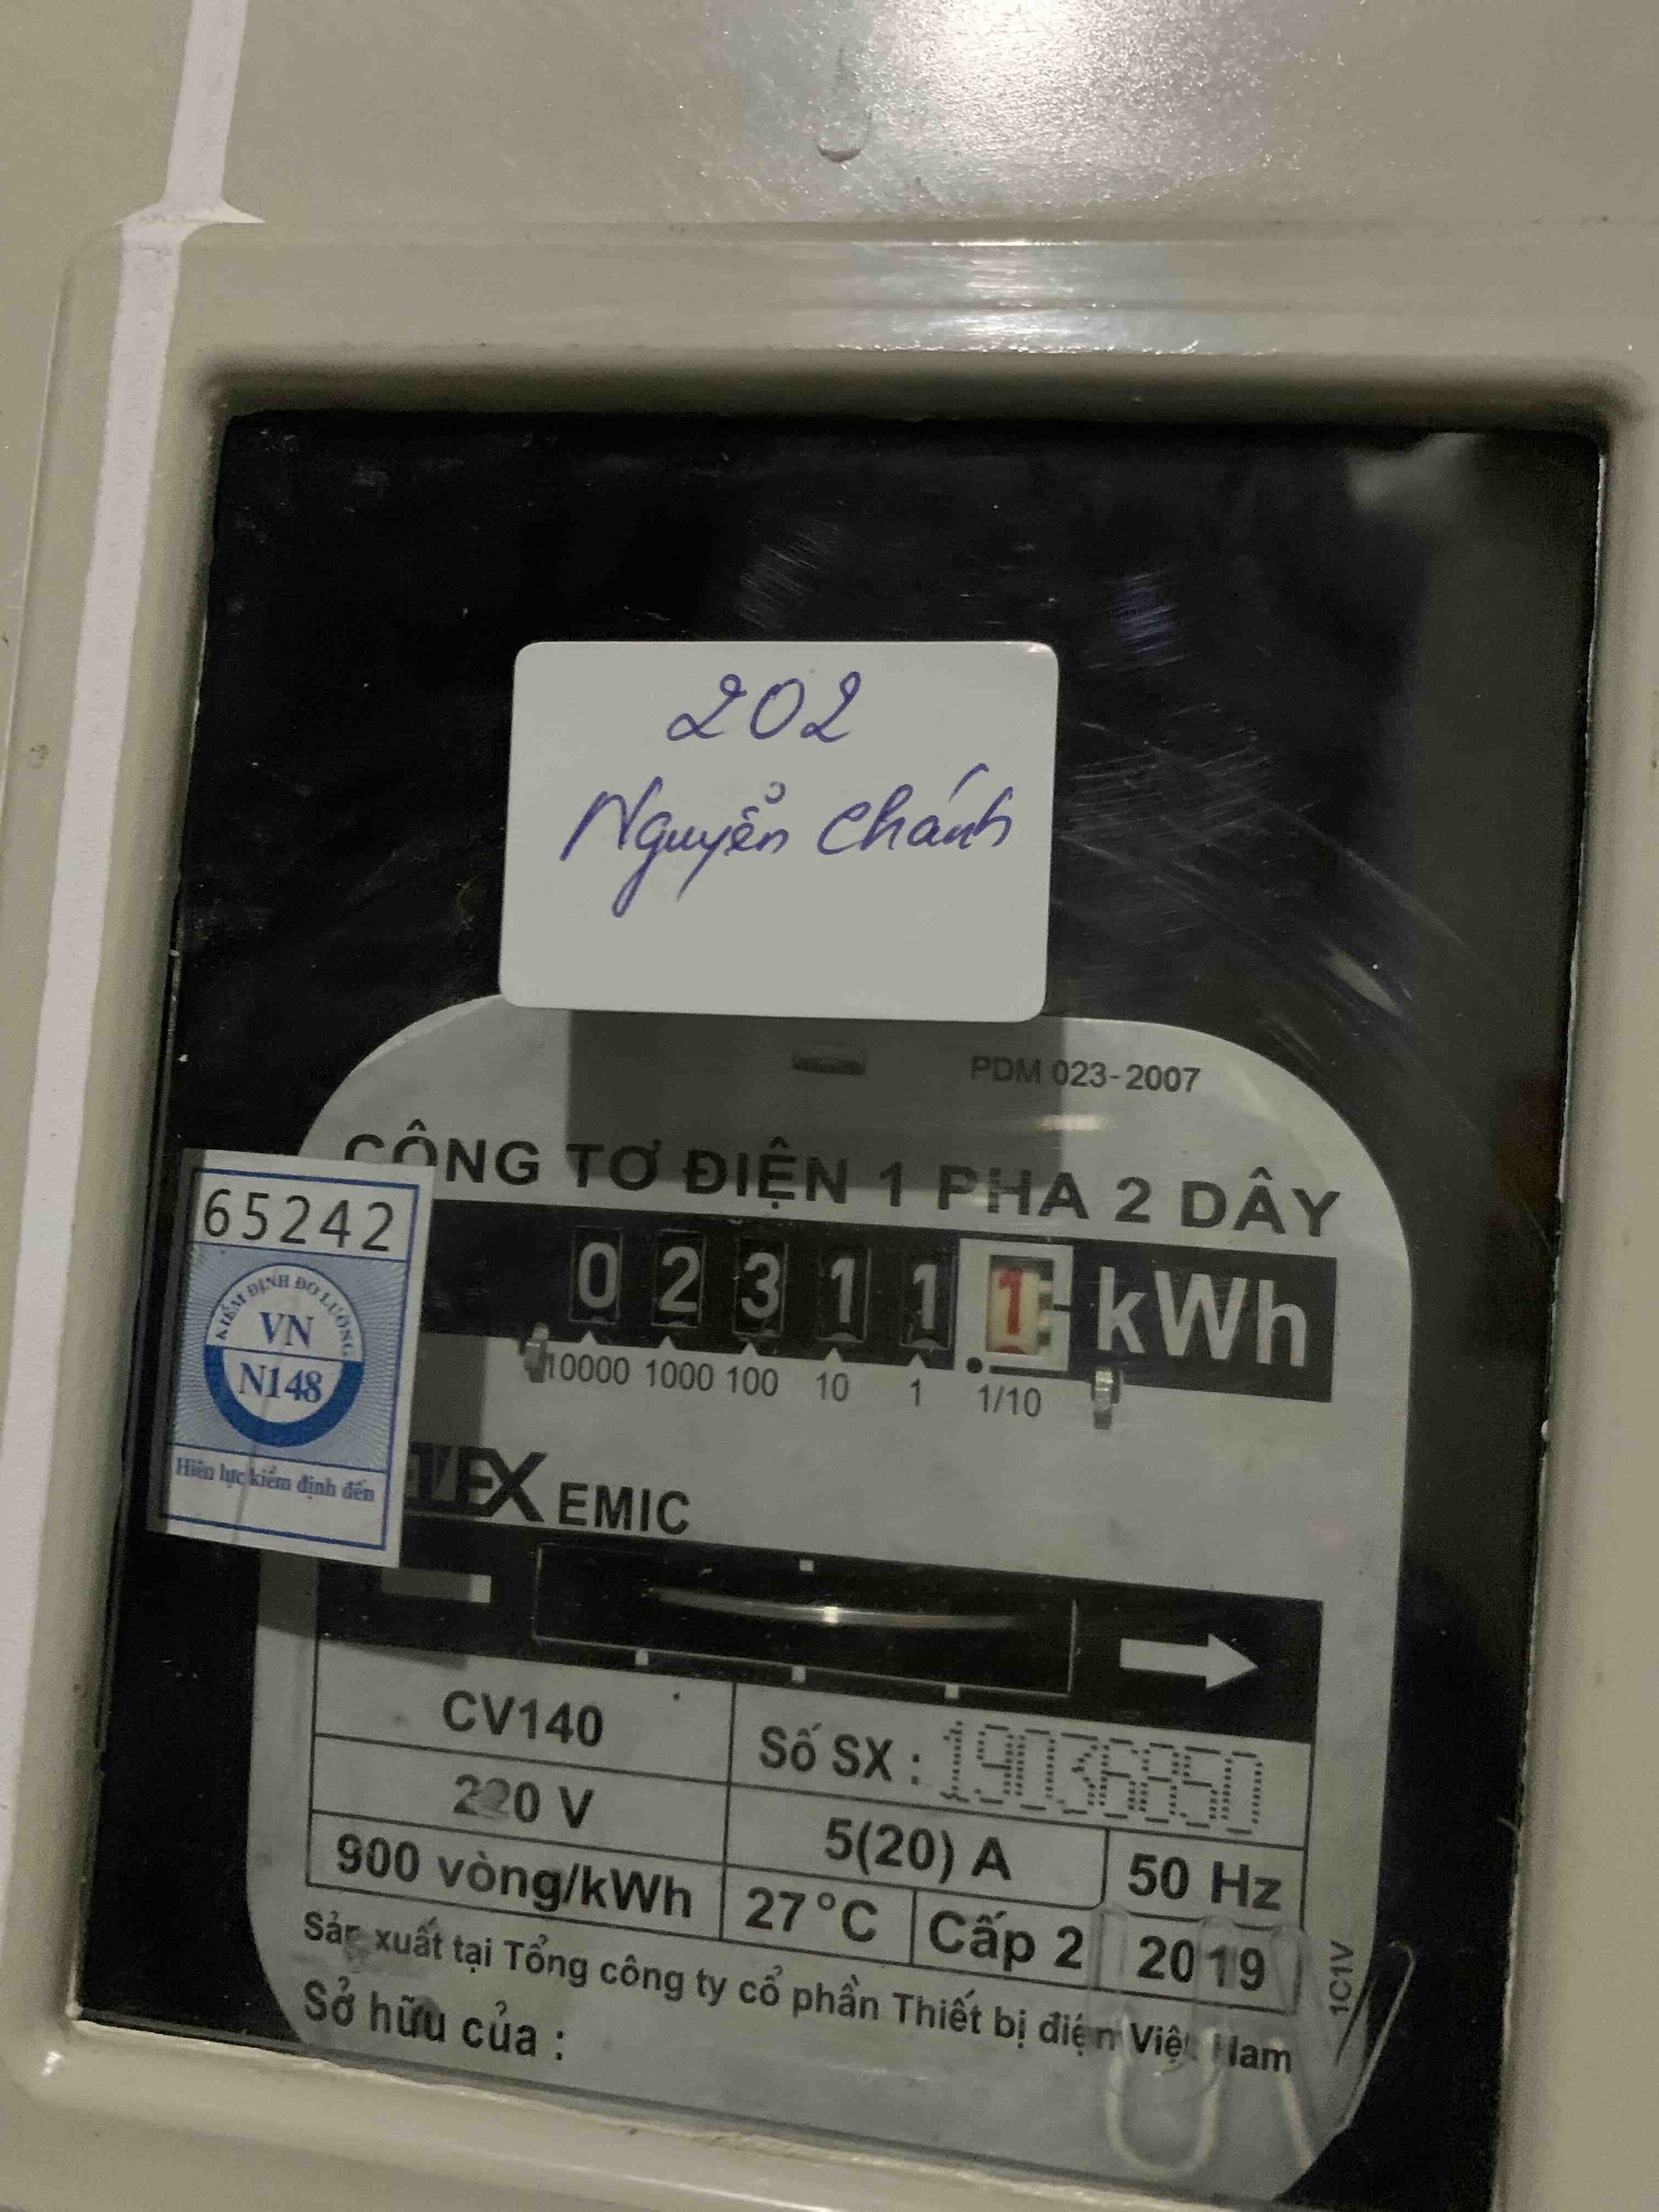 202
Nguyễn Chánh
PDM 023-2007
CÔNG TƠ ĐIỆN 1 PHA 2 DÂY
65242
KIỂM ĐỊNH ĐO LƯỜNG
VN
N148
Hiệu lực kiểm định đến
0 2 3 1 1 1 kWh
10000 1000 100 10 1 1/10
EMIC
CV140
Số SX : 19036850
220 V
5(20) A
50 Hz
900 vòng/kWh
27°C
Cấp 2
2019
Sản xuất tại Tổng công ty cổ phần Thiết bị điện Việt Nam
Sở hữu của :
1C1V